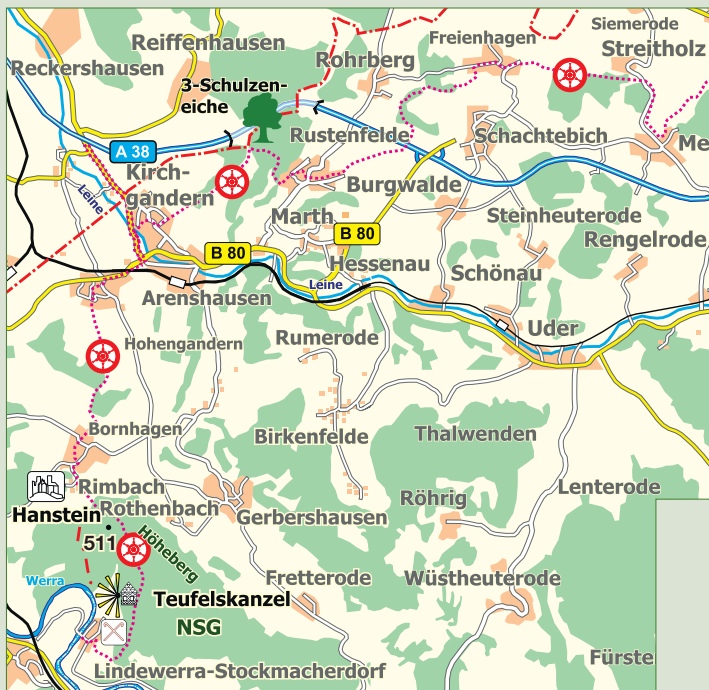 Siemerode
Freienhagen
Reiffenhausen
Streitholz
Rohrberg
Reckershausen
3-Schulzen-
eiche
Rustenfelde
Schachtebich
A 38
Me
Kirch-
gandern
Burgwalde
Leine
Marth
Steinheuterode
B 80
Rengelrode
B 80
Hessenau
Schönau
Leine
Arenshausen
Uder
Rumerode
Hohengandern
Bornhagen
Birkenfelde
Thalwenden
Rimbach
Lenterode
Röhrig
Hanstein
Rothenbach
Gerbershausen
511
Höheberg
Werra
Fretterode
Wüstheuterode
Teufelskanzel
NSG
Fürste
Lindewerra-Stockmacherdorf